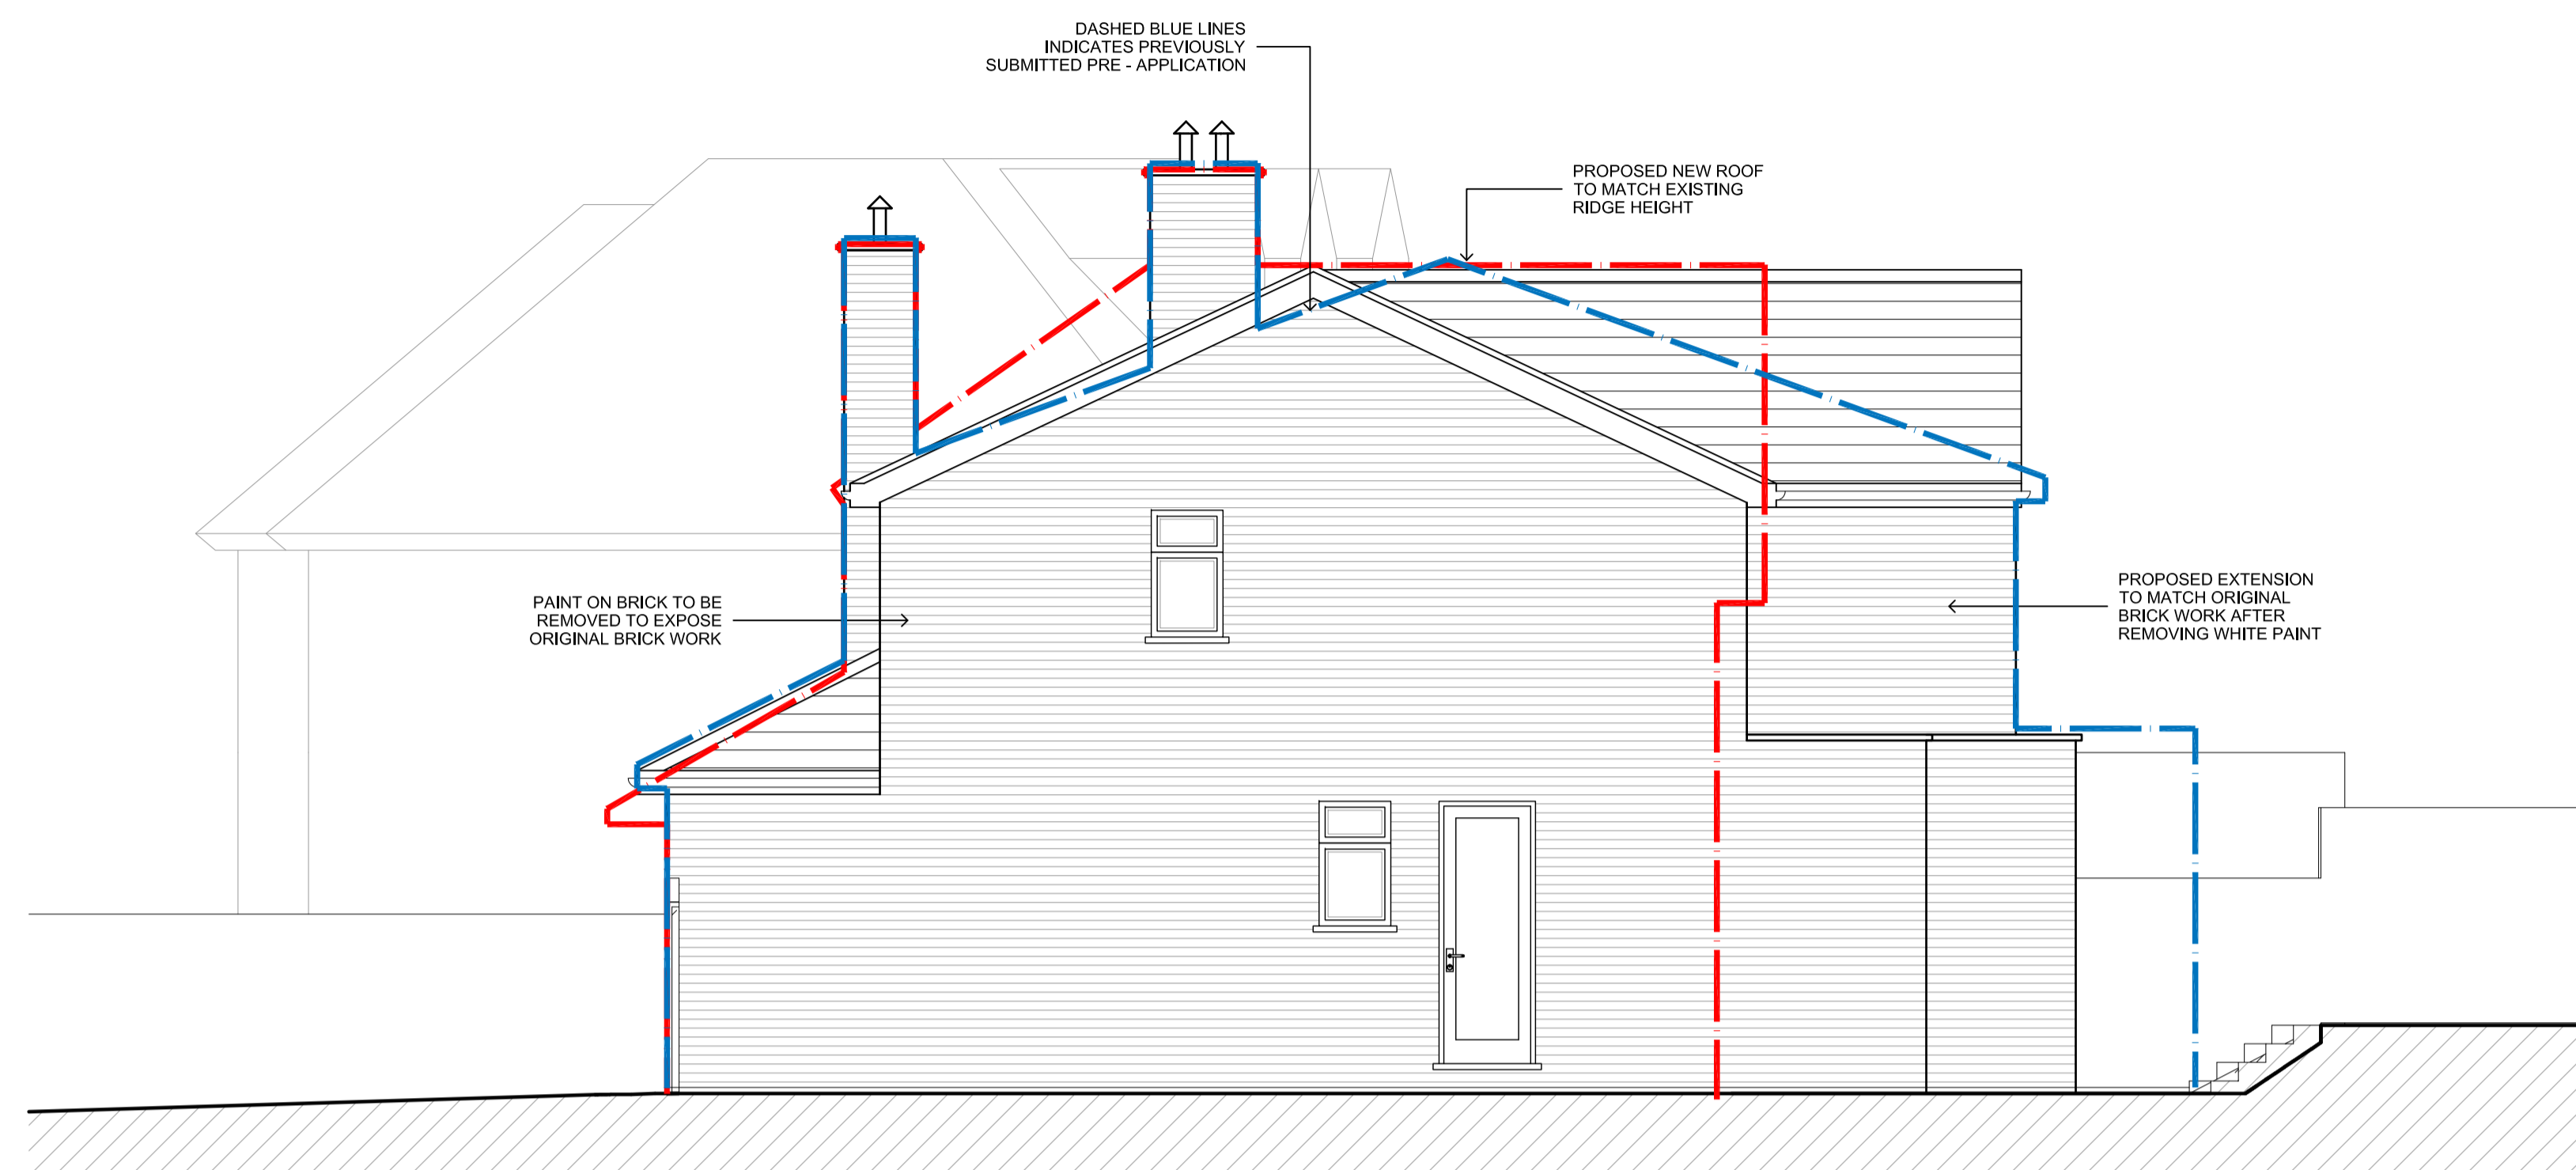 DASHED BLUE LINES
INDICATES PREVIOUSLY
SUBMITTED PRE - APPLICATION
PROPOSED NEW ROOF
TO MATCH EXISTING
RIDGE HEIGHT
PAINT ON BRICK TO BE
REMOVED TO EXPOSE
ORIGINAL BRICK WORK
PROPOSED EXTENSION
TO MATCH ORIGINAL
BRICK WORK AFTER
REMOVING WHITE PAINT